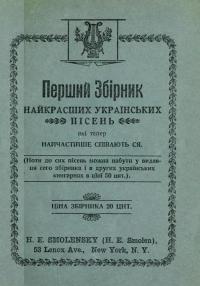 Перший Збірник
НАЙКРАСШИХ УКРАЇНСЬКИХ
ПІСЕНЬ
які тепер
НАЙЧАСТІЙШЕ СПІВАЮТЬ СЯ.
(Ноти до сих пісень можна набути у видав-
ця сего збірника і в других українських
книгарнях в ціні 50 цнт.).
ЦІНА ЗБІРНИКА 20 ЦНТ.
H. E. SMOLENSKY (H. E. Smolen),
53 Lenox Ave., New York, N. Y.